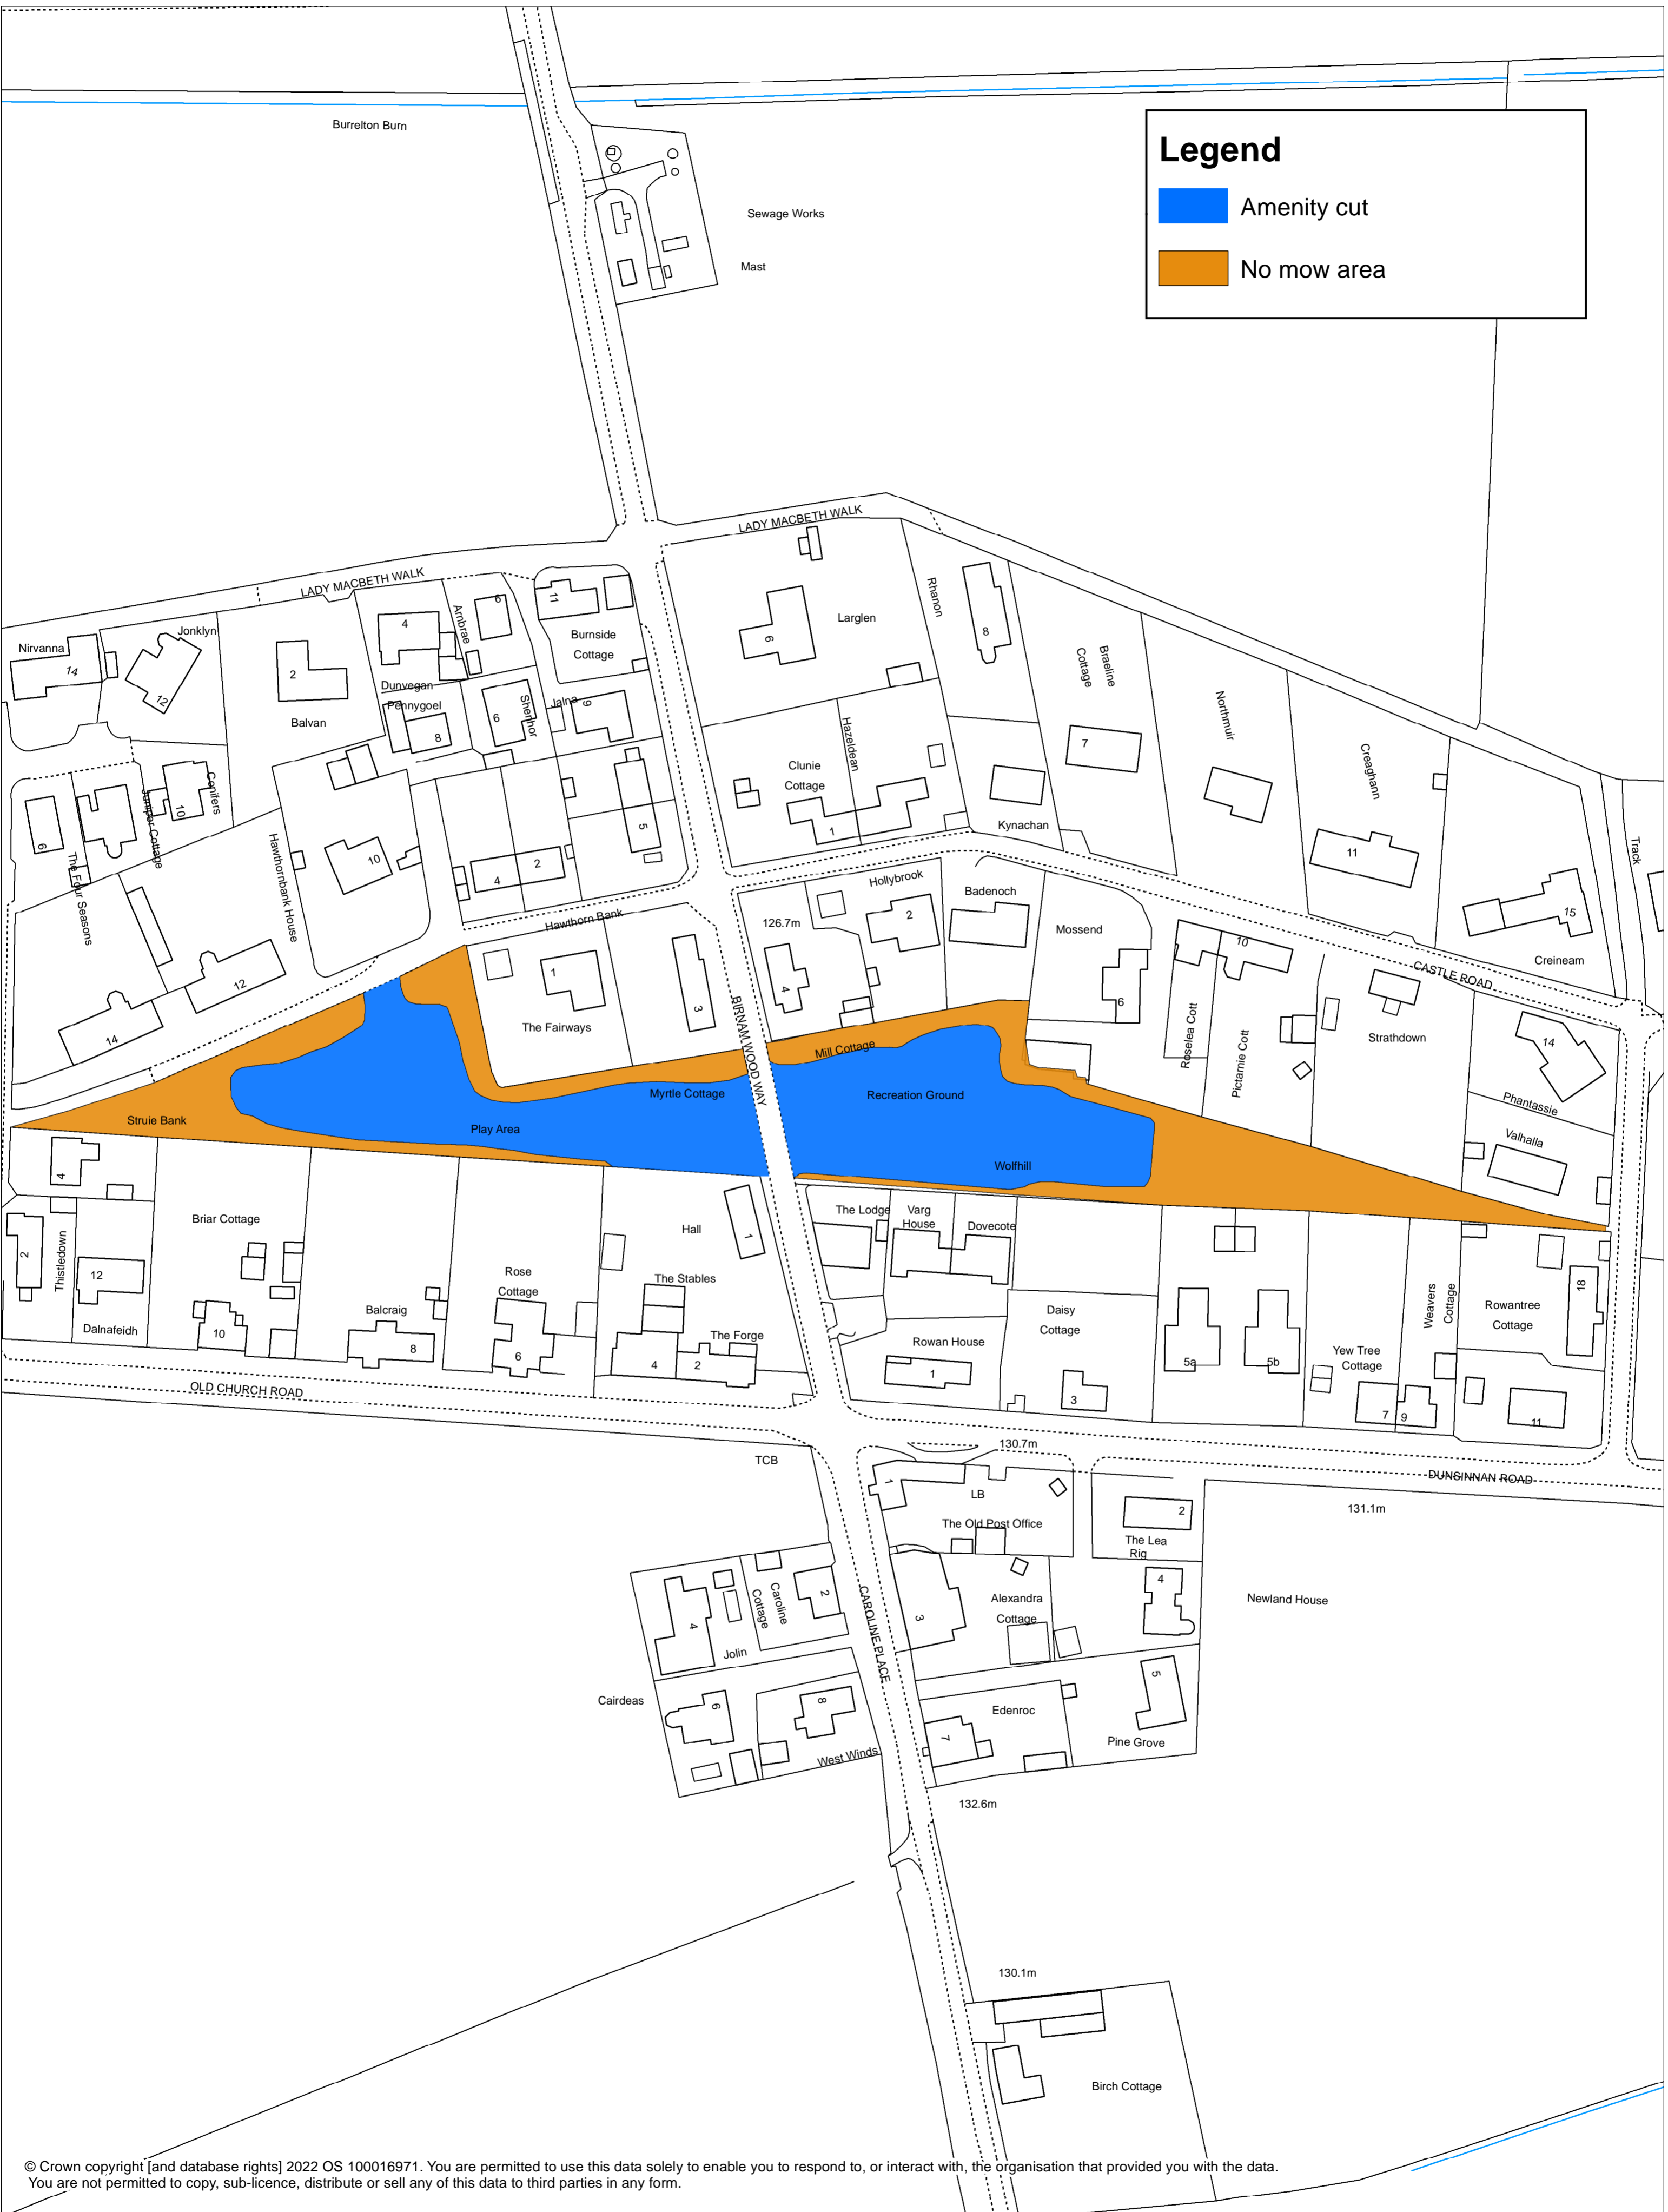 Burrelton Burn
Legend
Amenity cut
No mow area
Sewage Works
Mast
LADY MACBETH WALK
LADY MACBETH WALK
Nirvanna
14
Jonklyn
12
2
Balvan
4
Arnbrae
6
11
Burnside
Cottage
Dunvegan
Pennygoel
8
6
Shenhor
Jalna
9
6
Larglen
Rhanon
8
Braeline
Cottage
7
Northmuir
Creaghann
11
15
Creineam
Track
Clunie
Cottage
Hazeldean
1
Kynachan
6
The Four Seasons
Juniper Cottage
10
Conifers
Hawthornbank House
10
4
2
5
Hawthorn Bank
12
14
1
The Fairways
3
BIRNAM WOOD WAY
126.7m
4
Hollybrook
2
Badenoch
Mossend
6
10
Roselea Cott
Pictarnie Cott
Strathdown
CASTLE ROAD
14
Phantassie
Valhalla
Mill Cottage
Myrtle Cottage
Recreation Ground
Struie Bank
Play Area
Wolfhill
4
2
Thistledown
12
Dalnafeidh
Briar Cottage
10
Balcraig
8
Rose
Cottage
6
Hall
1
The Stables
The Forge
4
2
The Lodge
Varg
House
Dovecote
Rowan House
1
Daisy
Cottage
3
5a
5b
Yew Tree
Cottage
7
9
Weavers
Cottage
Rowantree
Cottage
18
11
OLD CHURCH ROAD
TCB
130.7m
DUNSINNAN ROAD
131.1m
1
LB
The Old Post Office
2
The Lea
Rig
4
Newland House
4
Caroline
Cottage
2
Jolin
CAROLINE PLACE
3
Alexandra
Cottage
5
Cairdeas
6
8
West Winds
7
Edenroc
Pine Grove
132.6m
130.1m
Birch Cottage
© Crown copyright [and database rights] 2022 OS 100016971. You are permitted to use this data solely to enable you to respond to, or interact with, the organisation that provided you with the data.
You are not permitted to copy, sub-licence, distribute or sell any of this data to third parties in any form.